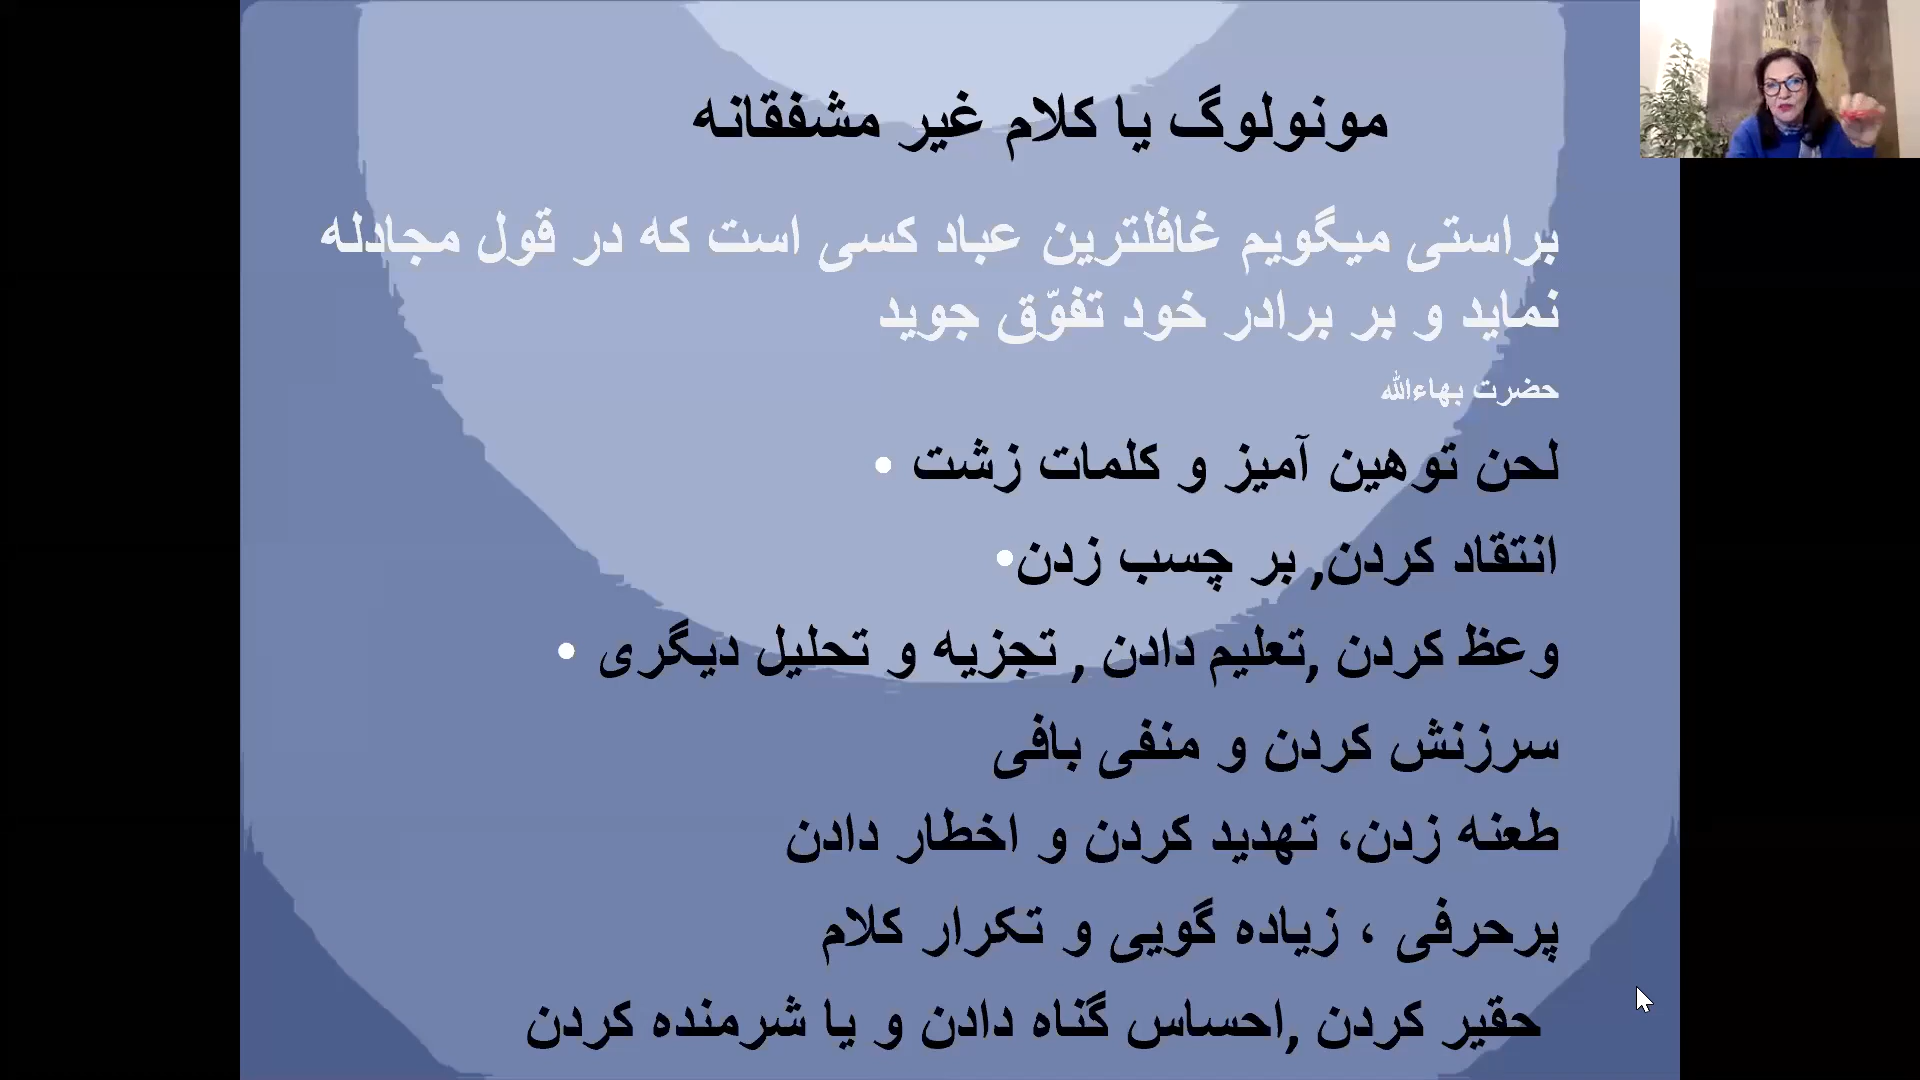 مونولوگ یا کلام غیر مشفقانه
براستی میگویم غافلترین عباد کسی است که در قول مجادله
نماید و بر برادر خود تفوّق جوید
حضرت بهاءالله
لحن توهین آمیز و کلمات زشت •
انتقاد کردن, بر چسب زدن•
وعظ کردن ,تعلیم دادن , تجزیه و تحلیل دیگری •
سرزنش کردن و منفی بافی
طعنه زدن، تهدید کردن و اخطار دادن
پرحرفی ، زیاده گویی و تکرار کلام
حقیر کردن ,احساس گناه دادن و یا شرمنده کردن